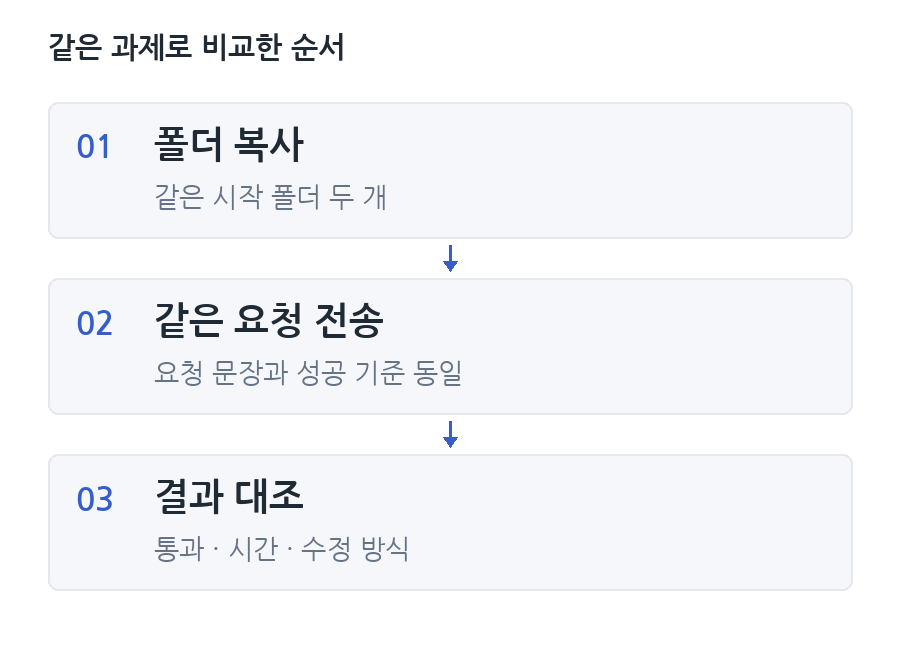 같은 과제로 비교한 순서
01 폴더 복사
같은 시작 폴더 두 개
02 같은 요청 전송
요청 문장과 성공 기준 동일
03 결과 대조
통과 · 시간 · 수정 방식